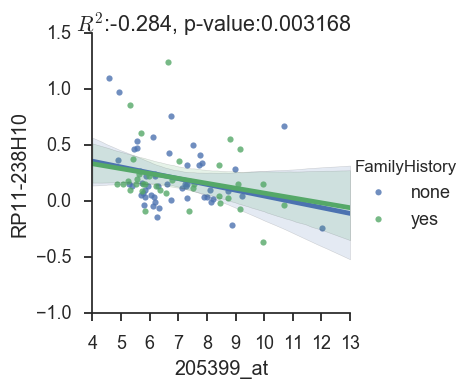 R²:-0.284, p-value:0.003168
1.5
1.0
0.5
0.0
−0.5
−1.0
RP11-238H10
4 5 6 7 8 9 10 11 12 13
205399_at
FamilyHistory
none
yes